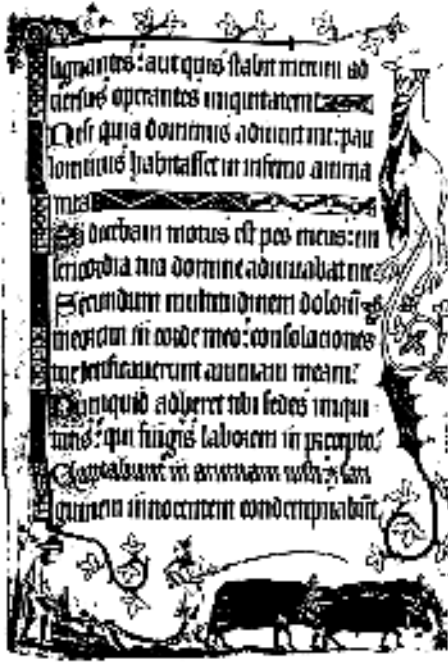 lignantes: aut quis stabit mecum ad
uersus operantes iniquitatem
Nisi quia dominus adiuuit me: pau
lominus habitasset in inferno anima
mea
Si dicebam motus est pes meus: mi
sericordia tua domine adiuuabat me
Secundum multitudinem dolorū
meorum in corde meo: consolaciones
tue letificauerunt animam meam:
Nunquid adheret tibi sedes iniqui
tatis: qui fingis laborem in precepto:
Captabunt in animam iusti: et san
guinem innocentem condempnabūt